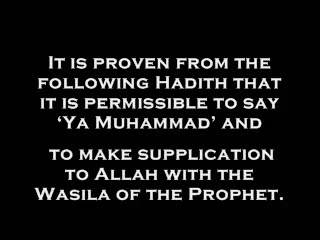 It is proven from the
following Hadith that
it is permissible to say
‘Ya Muhammad’ and
to make supplication
to Allah with the
Wasila of the Prophet.